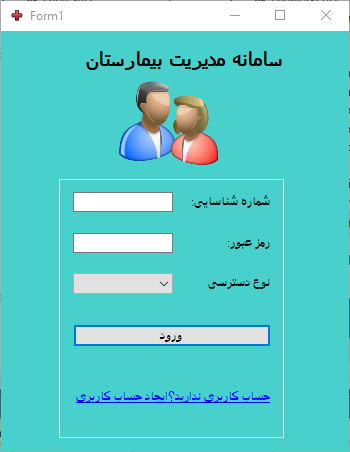 Form1
سامانه مدیریت بیمارستان
شماره شناسایی:
رمز عبور:
نوع دسترسی
ورود
حساب کاربری ندارید؟ایجاد حساب کاربری